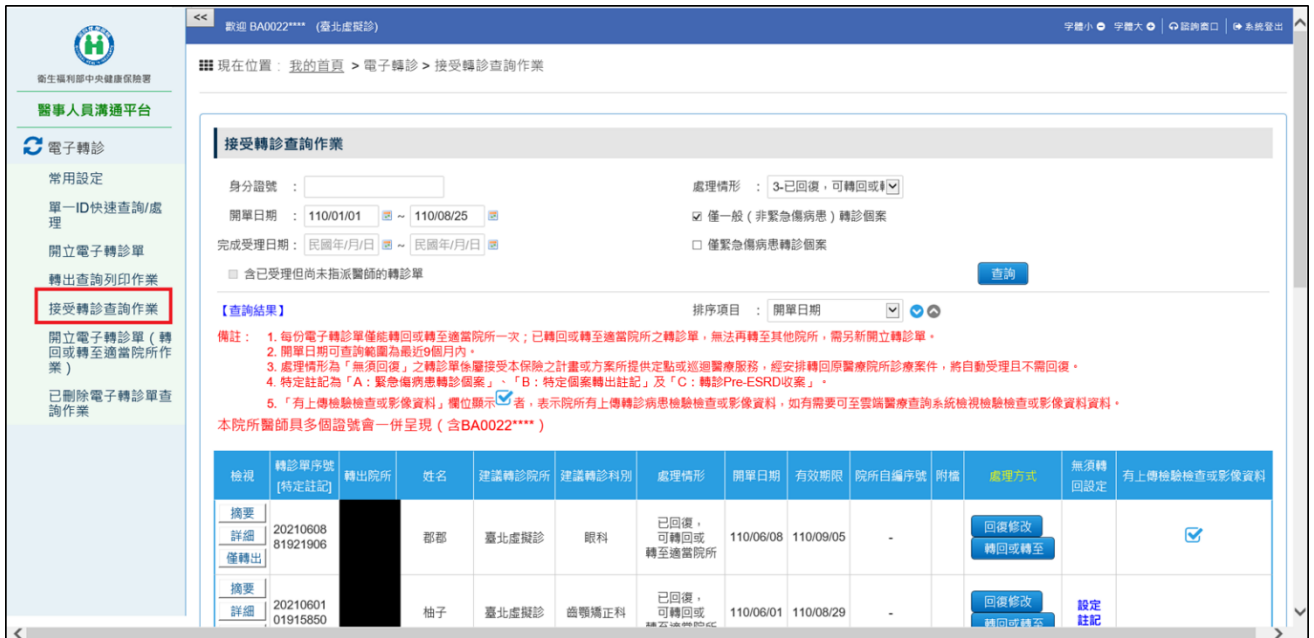 <<
歡迎 BA0022**** (臺北虛擬診)
字體小
字體大
諮詢窗口
系統登出
衛生福利部中央健康保險署
醫事人員溝通平台
電子轉診
常用設定
單一ID快速查詢/處
理
開立電子轉診單
轉出查詢列印作業
接受轉診查詢作業
開立電子轉診單(轉
回或轉至適當院所作
業)
已刪除電子轉診單查
詢作業
現在位置: 我的首頁 > 電子轉診 > 接受轉診查詢作業
接受轉診查詢作業
身分證號 :
處理情形 : 3-已回復,可轉回或
開單日期 : 110/01/01 ~ 110/08/25
僅一般(非緊急傷病患)轉診個案
完成受理日期: 民國年/月/日 ~ 民國年/月/日
僅緊急傷病患轉診個案
含已受理但尚未指派醫師的轉診單
查詢
【查詢結果】
排序項目 : 開單日期
備註: 1. 每份電子轉診單僅能轉回或轉至適當院所一次;已轉回或轉至適當院所之轉診單,無法再轉至其他院所,需另新開立轉診單。
2. 開單日期可查詢範圍為最近9個月內。
3. 處理情形為「無須回復」之轉診單係屬接受本保險之計畫或方案所提供定點或巡迴醫療服務,經安排轉回原醫療院所診療案件,將自動受理且不需回復。
4. 特定註記為「A:緊急傷病患轉診個案」、「B:特定個案轉出註記」及「C:轉診Pre-ESRD收案」。
5. 「有上傳檢驗檢查或影像資料」欄位顯示者,表示院所有上傳轉診病患檢驗檢查或影像資料,如有需要可至雲端醫療查詢系統檢視檢驗檢查或影像資料資料。
本院所醫師具多個證號會一併呈現(含BA0022****)
檢視
轉診單序號
[特定註記]
轉出院所
姓名
建議轉診院所
建議轉診科別
處理情形
開單日期
有效期限
院所自編序號
附檔
處理方式
無須轉
回設定
有上傳檢驗檢查或影像資料
摘要
詳細
僅轉出
20210608
81921906
郡郡
臺北虛擬診
眼科
已回復,
可轉回或
轉至適當院所
110/06/08
110/09/05
-
回復修改
轉回或轉至
摘要
詳細
20210601
01915850
柚子
臺北虛擬診
齒顎矯正科
已回復,
可轉回或
轉至適當院所
110/06/01
110/08/29
-
回復修改
轉回或轉至
設定
註記